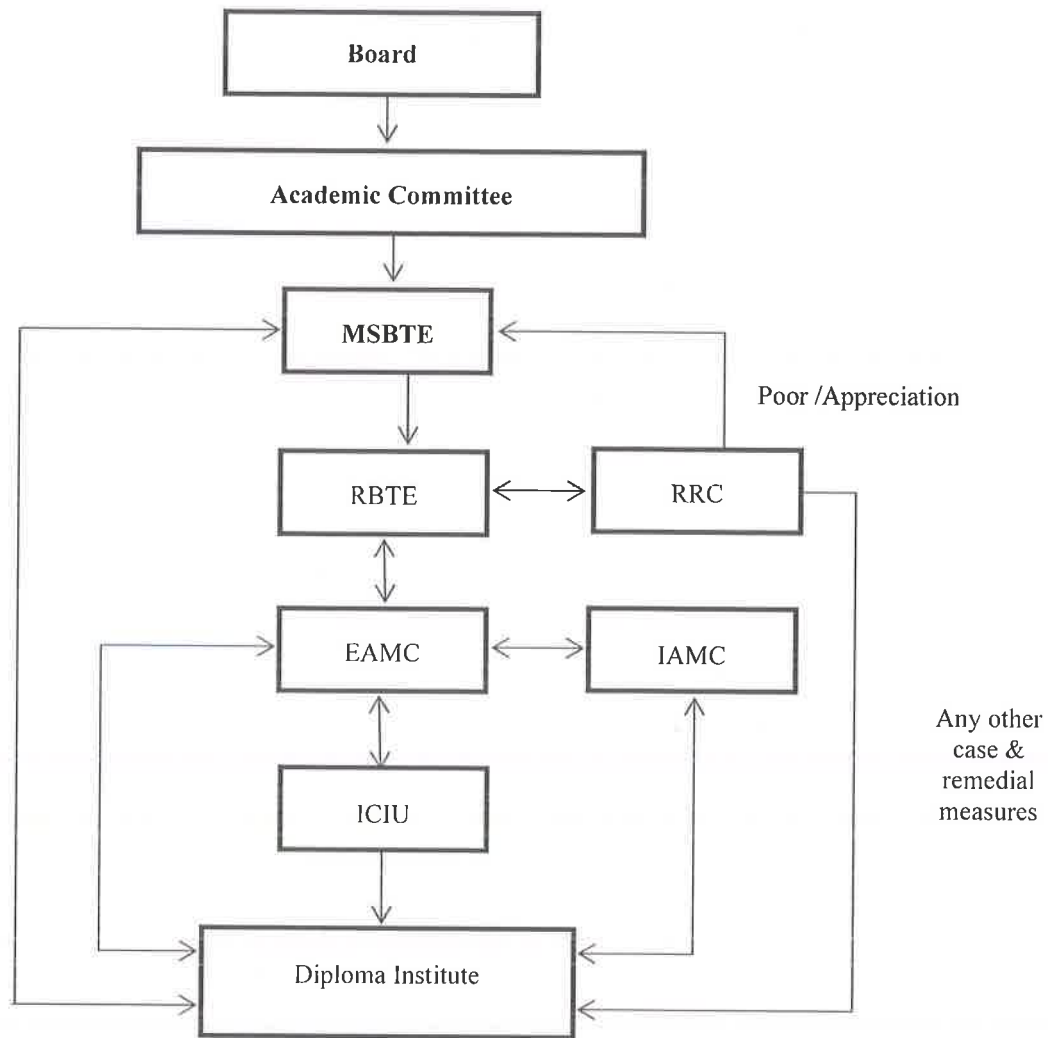 Board
Academic Committee
MSBTE
Poor /Appreciation
RBTE
RRC
EAMC
IAMC
Any other
case &
remedial
measures
ICIU
Diploma Institute